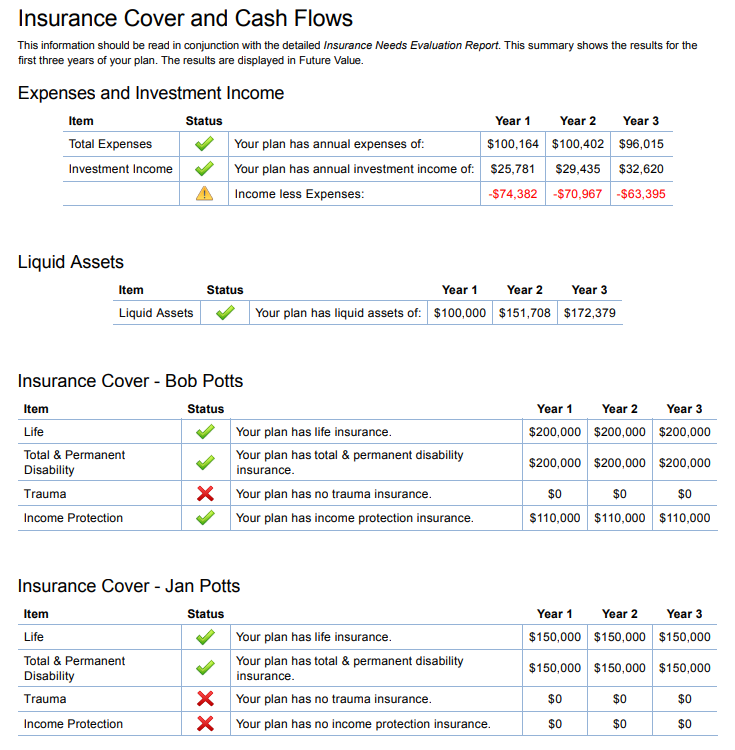 Insurance Cover and Cash Flows
This information should be read in conjunction with the detailed Insurance Needs Evaluation Report. This summary shows the results for the
first three years of your plan. The results are displayed in Future Value.
Expenses and Investment Income
Item Status Year 1 Year 2 Year 3
Total Expenses Your plan has annual expenses of: $100,164 $100,402 $96,015
Investment Income Your plan has annual investment income of: $25,781 $29,435 $32,620
Income less Expenses: -$74,382 -$70,967 -$63,395
Liquid Assets
Item Status Year 1 Year 2 Year 3
Liquid Assets Your plan has liquid assets of: $100,000 $151,708 $172,379
Insurance Cover - Bob Potts
Item Status Year 1 Year 2 Year 3
Life Your plan has life insurance. $200,000 $200,000 $200,000
Total & Permanent
Disability
Your plan has total & permanent disability
insurance.
$200,000 $200,000 $200,000
Trauma Your plan has no trauma insurance. $0 $0 $0
Income Protection Your plan has income protection insurance. $110,000 $110,000 $110,000
Insurance Cover - Jan Potts
Item Status Year 1 Year 2 Year 3
Life Your plan has life insurance. $150,000 $150,000 $150,000
Total & Permanent
Disability
Your plan has total & permanent disability
insurance.
$150,000 $150,000 $150,000
Trauma Your plan has no trauma insurance. $0 $0 $0
Income Protection Your plan has no income protection insurance. $0 $0 $0